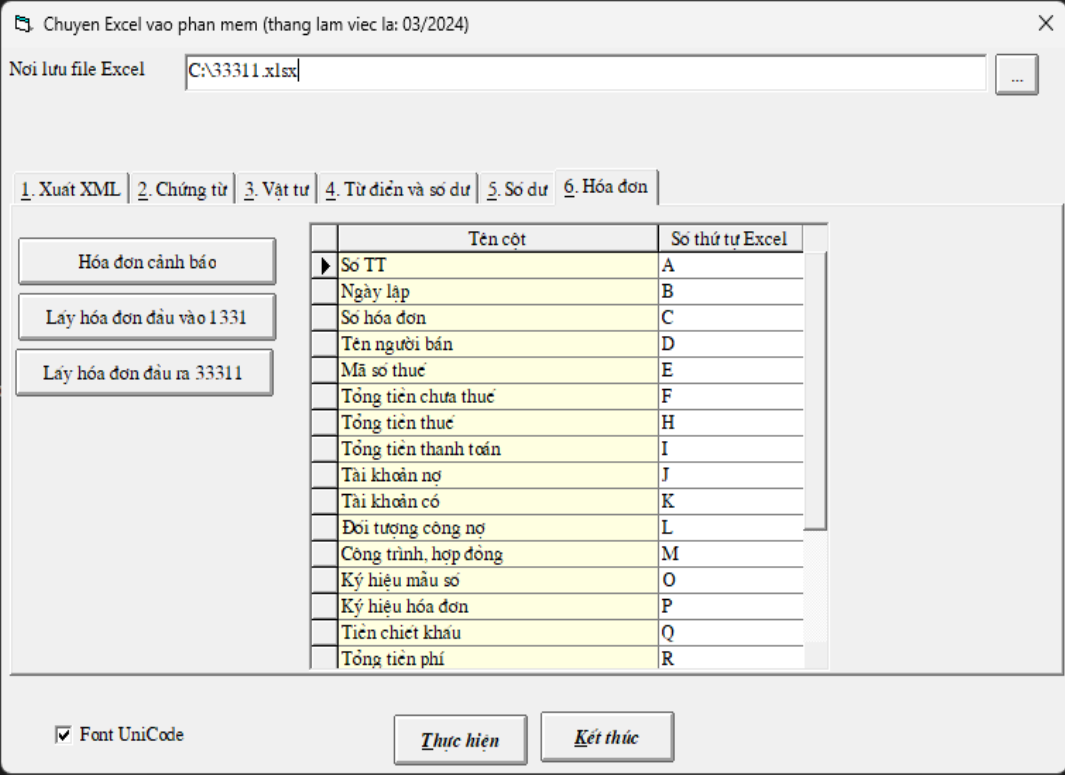 Chuyen Excel vao phan mem (thang lam viec la: 03/2024)
Nơi lưu file Excel C:\33311.xlsx ...
1. Xuất XML 2. Chứng từ 3. Vật tư 4. Từ điển và số dư 5. Số dư 6. Hóa đơn
Hóa đơn cảnh báo
Lấy hóa đơn đầu vào 1331
Lấy hóa đơn đầu ra 33311
Tên cột Số thứ tự Excel
Số TT A
Ngày lập B
Số hóa đơn C
Tên người bán D
Mã số thuế E
Tổng tiền chưa thuế F
Tổng tiền thuế H
Tổng tiền thanh toán I
Tài khoản nợ J
Tài khoản có K
Đối tượng công nợ L
Công trình, hợp đồng M
Ký hiệu mẫu số O
Ký hiệu hóa đơn P
Tiền chiết khấu Q
Tổng tiền phí R
Font UniCode
Thực hiện Kết thúc